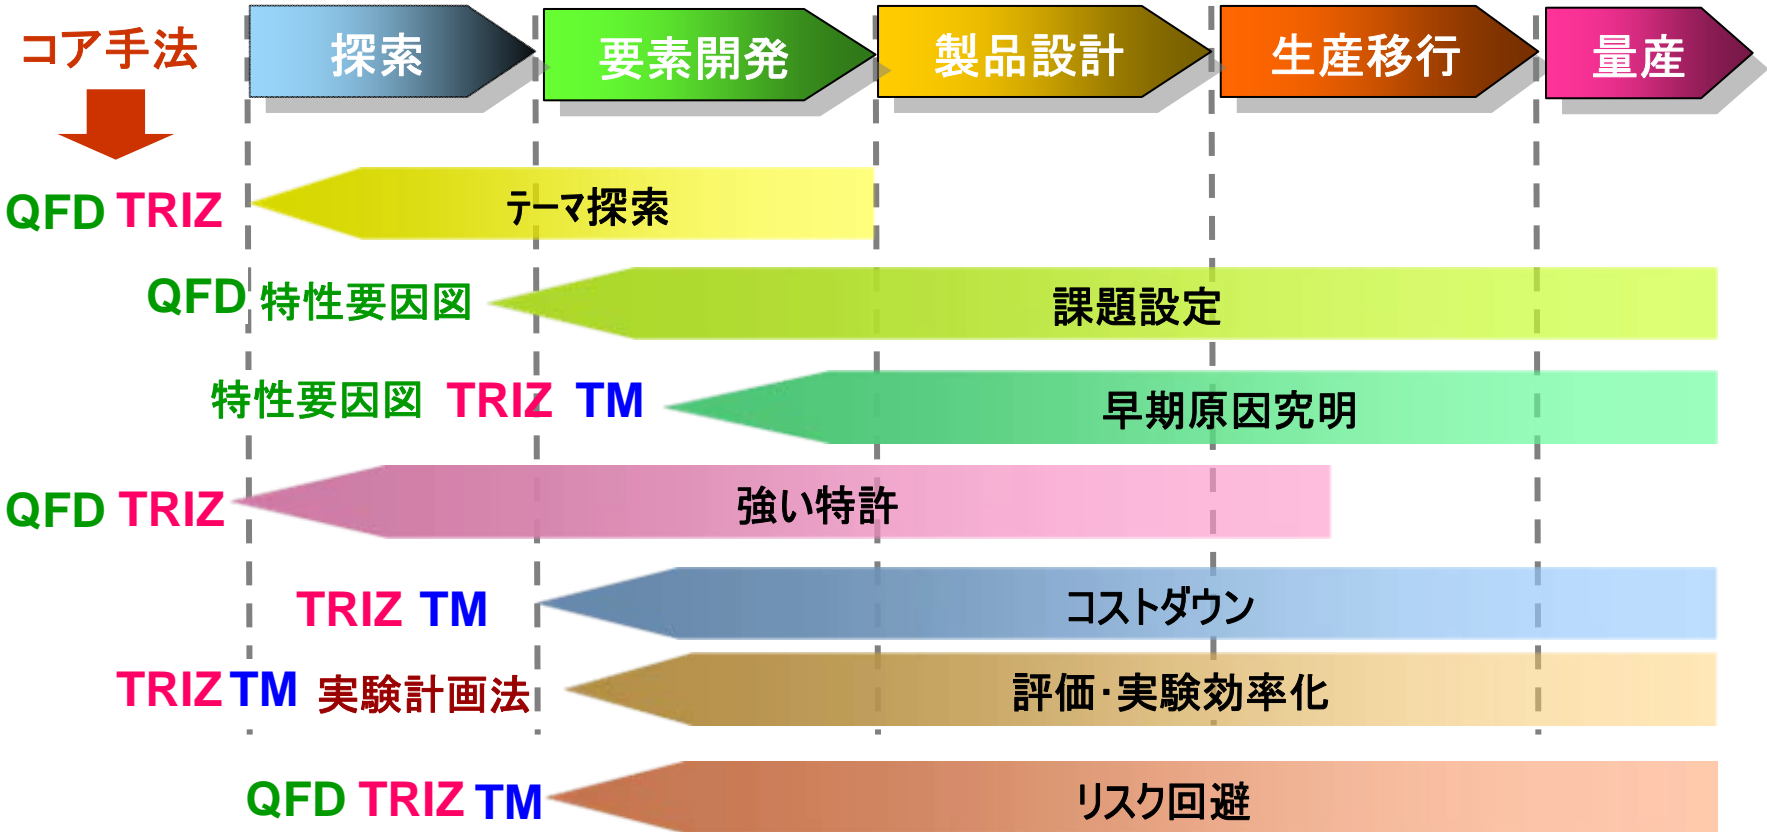 コア手法
探索
要素開発
製品設計
生産移行
量産
QFD TRIZ
テーマ探索
QFD 特性要因図
課題設定
特性要因図 TRIZ TM
早期原因究明
QFD TRIZ
強い特許
TRIZ TM
コストダウン
TRIZ TM 実験計画法
評価・実験効率化
QFD TRIZ TM
リスク回避